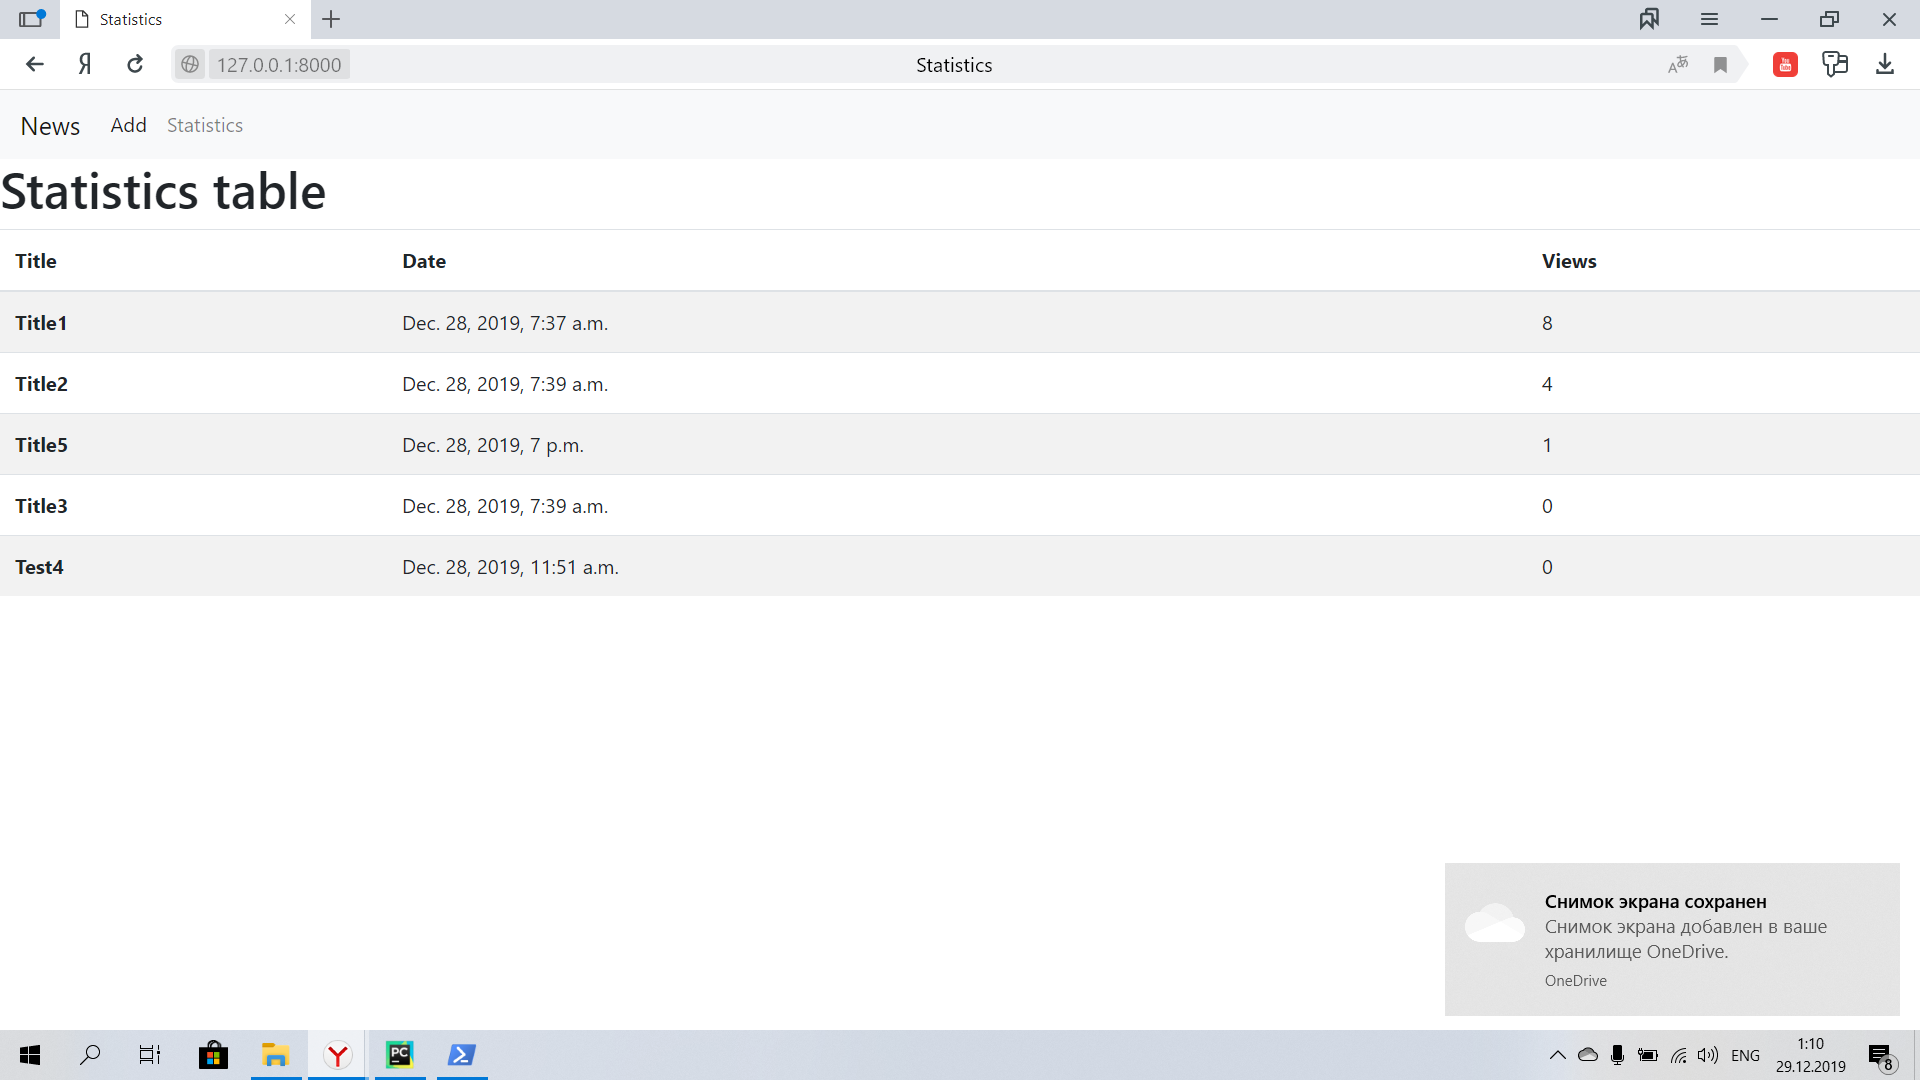 Statistics
Я
127.0.0.1:8000
Statistics
News
Add
Statistics
Statistics table
Title Date Views
Title1 Dec. 28, 2019, 7:37 a.m. 8
Title2 Dec. 28, 2019, 7:39 a.m. 4
Title5 Dec. 28, 2019, 7 p.m. 1
Title3 Dec. 28, 2019, 7:39 a.m. 0
Test4 Dec. 28, 2019, 11:51 a.m. 0
Снимок экрана сохранен
Снимок экрана добавлен в ваше
хранилище OneDrive.
OneDrive
PC
ENG
1:10
29.12.2019
8